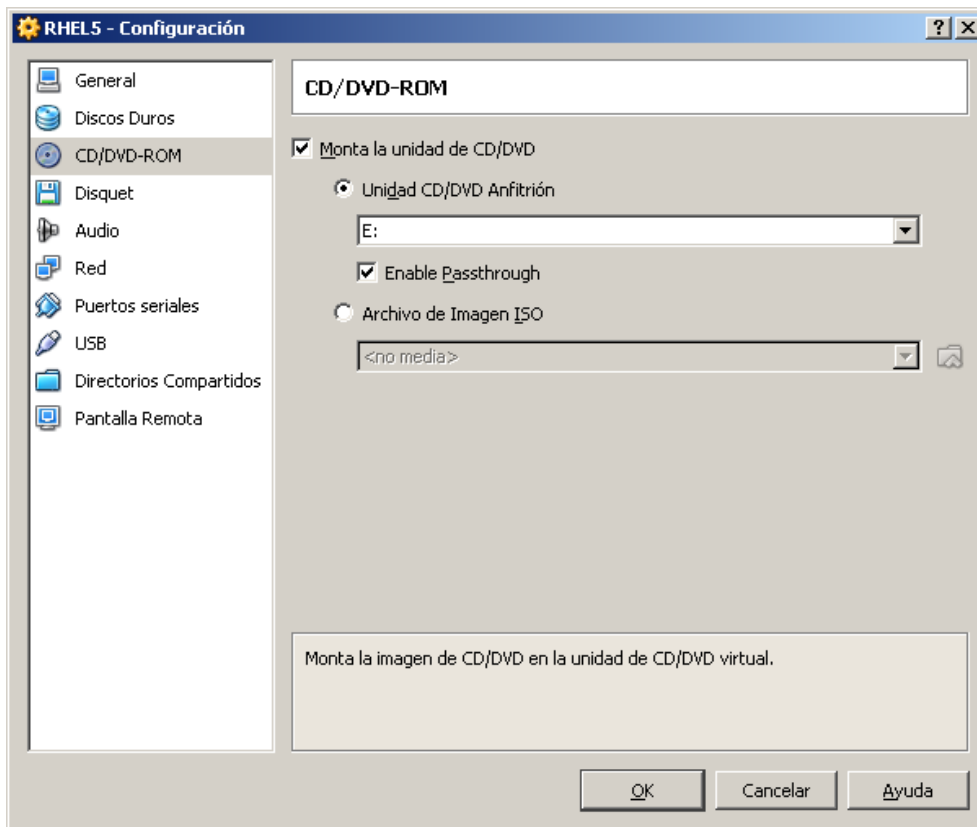 RHEL5 - Configuración
General
Discos Duros
CD/DVD-ROM
Disquet
Audio
Red
Puertos seriales
USB
Directorios Compartidos
Pantalla Remota
CD/DVD-ROM
Monta la unidad de CD/DVD
Unidad CD/DVD Anfitrión
E:
Enable Passthrough
Archivo de Imagen ISO
<no media>
Monta la imagen de CD/DVD en la unidad de CD/DVD virtual.
OK
Cancelar
Ayuda